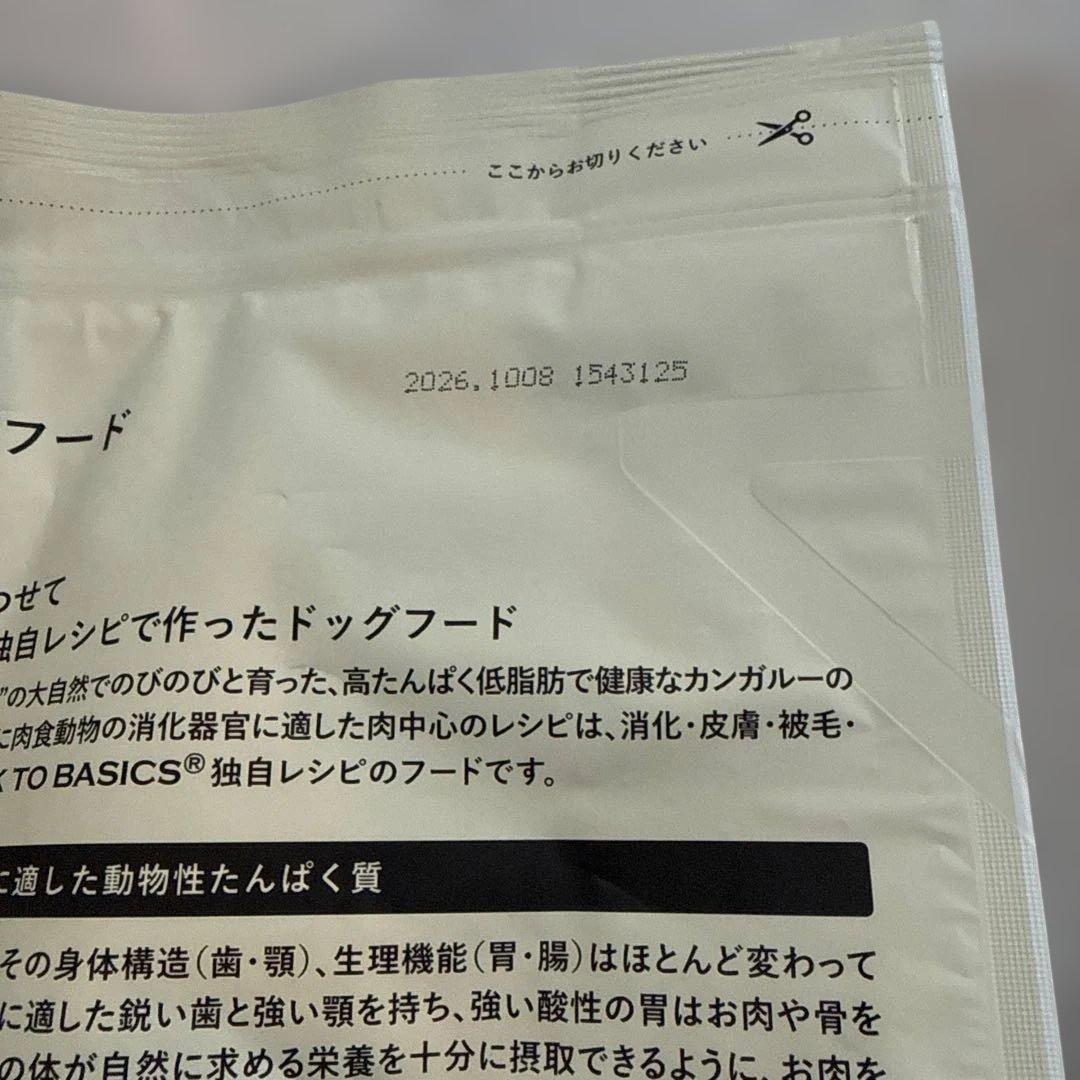 ここからお切りください
2026.1008 1543125
フード
つせて
独自レシピで作ったドッグフード
”の大自然でのびのびと育った、高たんぱく低脂肪で健康なカンガルーの
に肉食動物の消化器官に適した肉中心のレシピは、消化・皮膚・被毛・
K TO BASICS®独自レシピのフードです。
に適した動物性たんぱく質
その身体構造（歯・顎）、生理機能（胃・腸）はほとんど変わって
に適した鋭い歯と強い顎を持ち、強い酸性の胃はお肉や骨を
の体が自然に求める栄養を十分に摂取できるように、お肉を